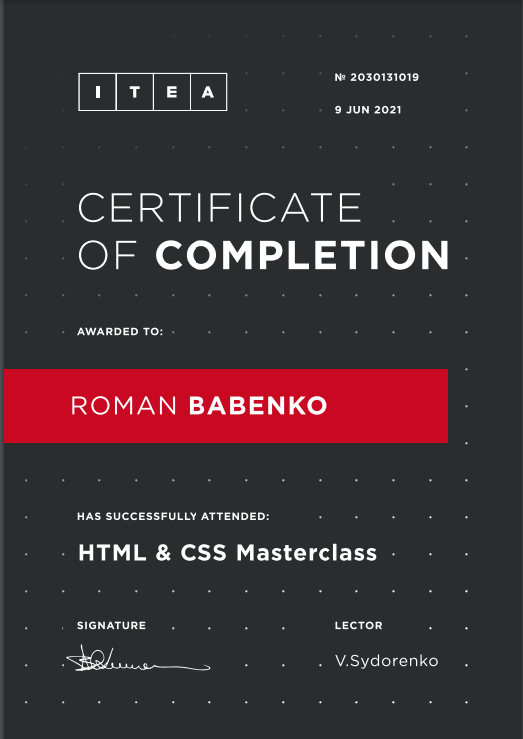 ITEA
№ 2030131019
9 JUN 2021
CERTIFICATE
OF COMPLETION
AWARDED TO:
ROMAN BABENKO
HAS SUCCESSFULLY ATTENDED:
HTML & CSS Masterclass
SIGNATURE
LECTOR
V.Sydorenko